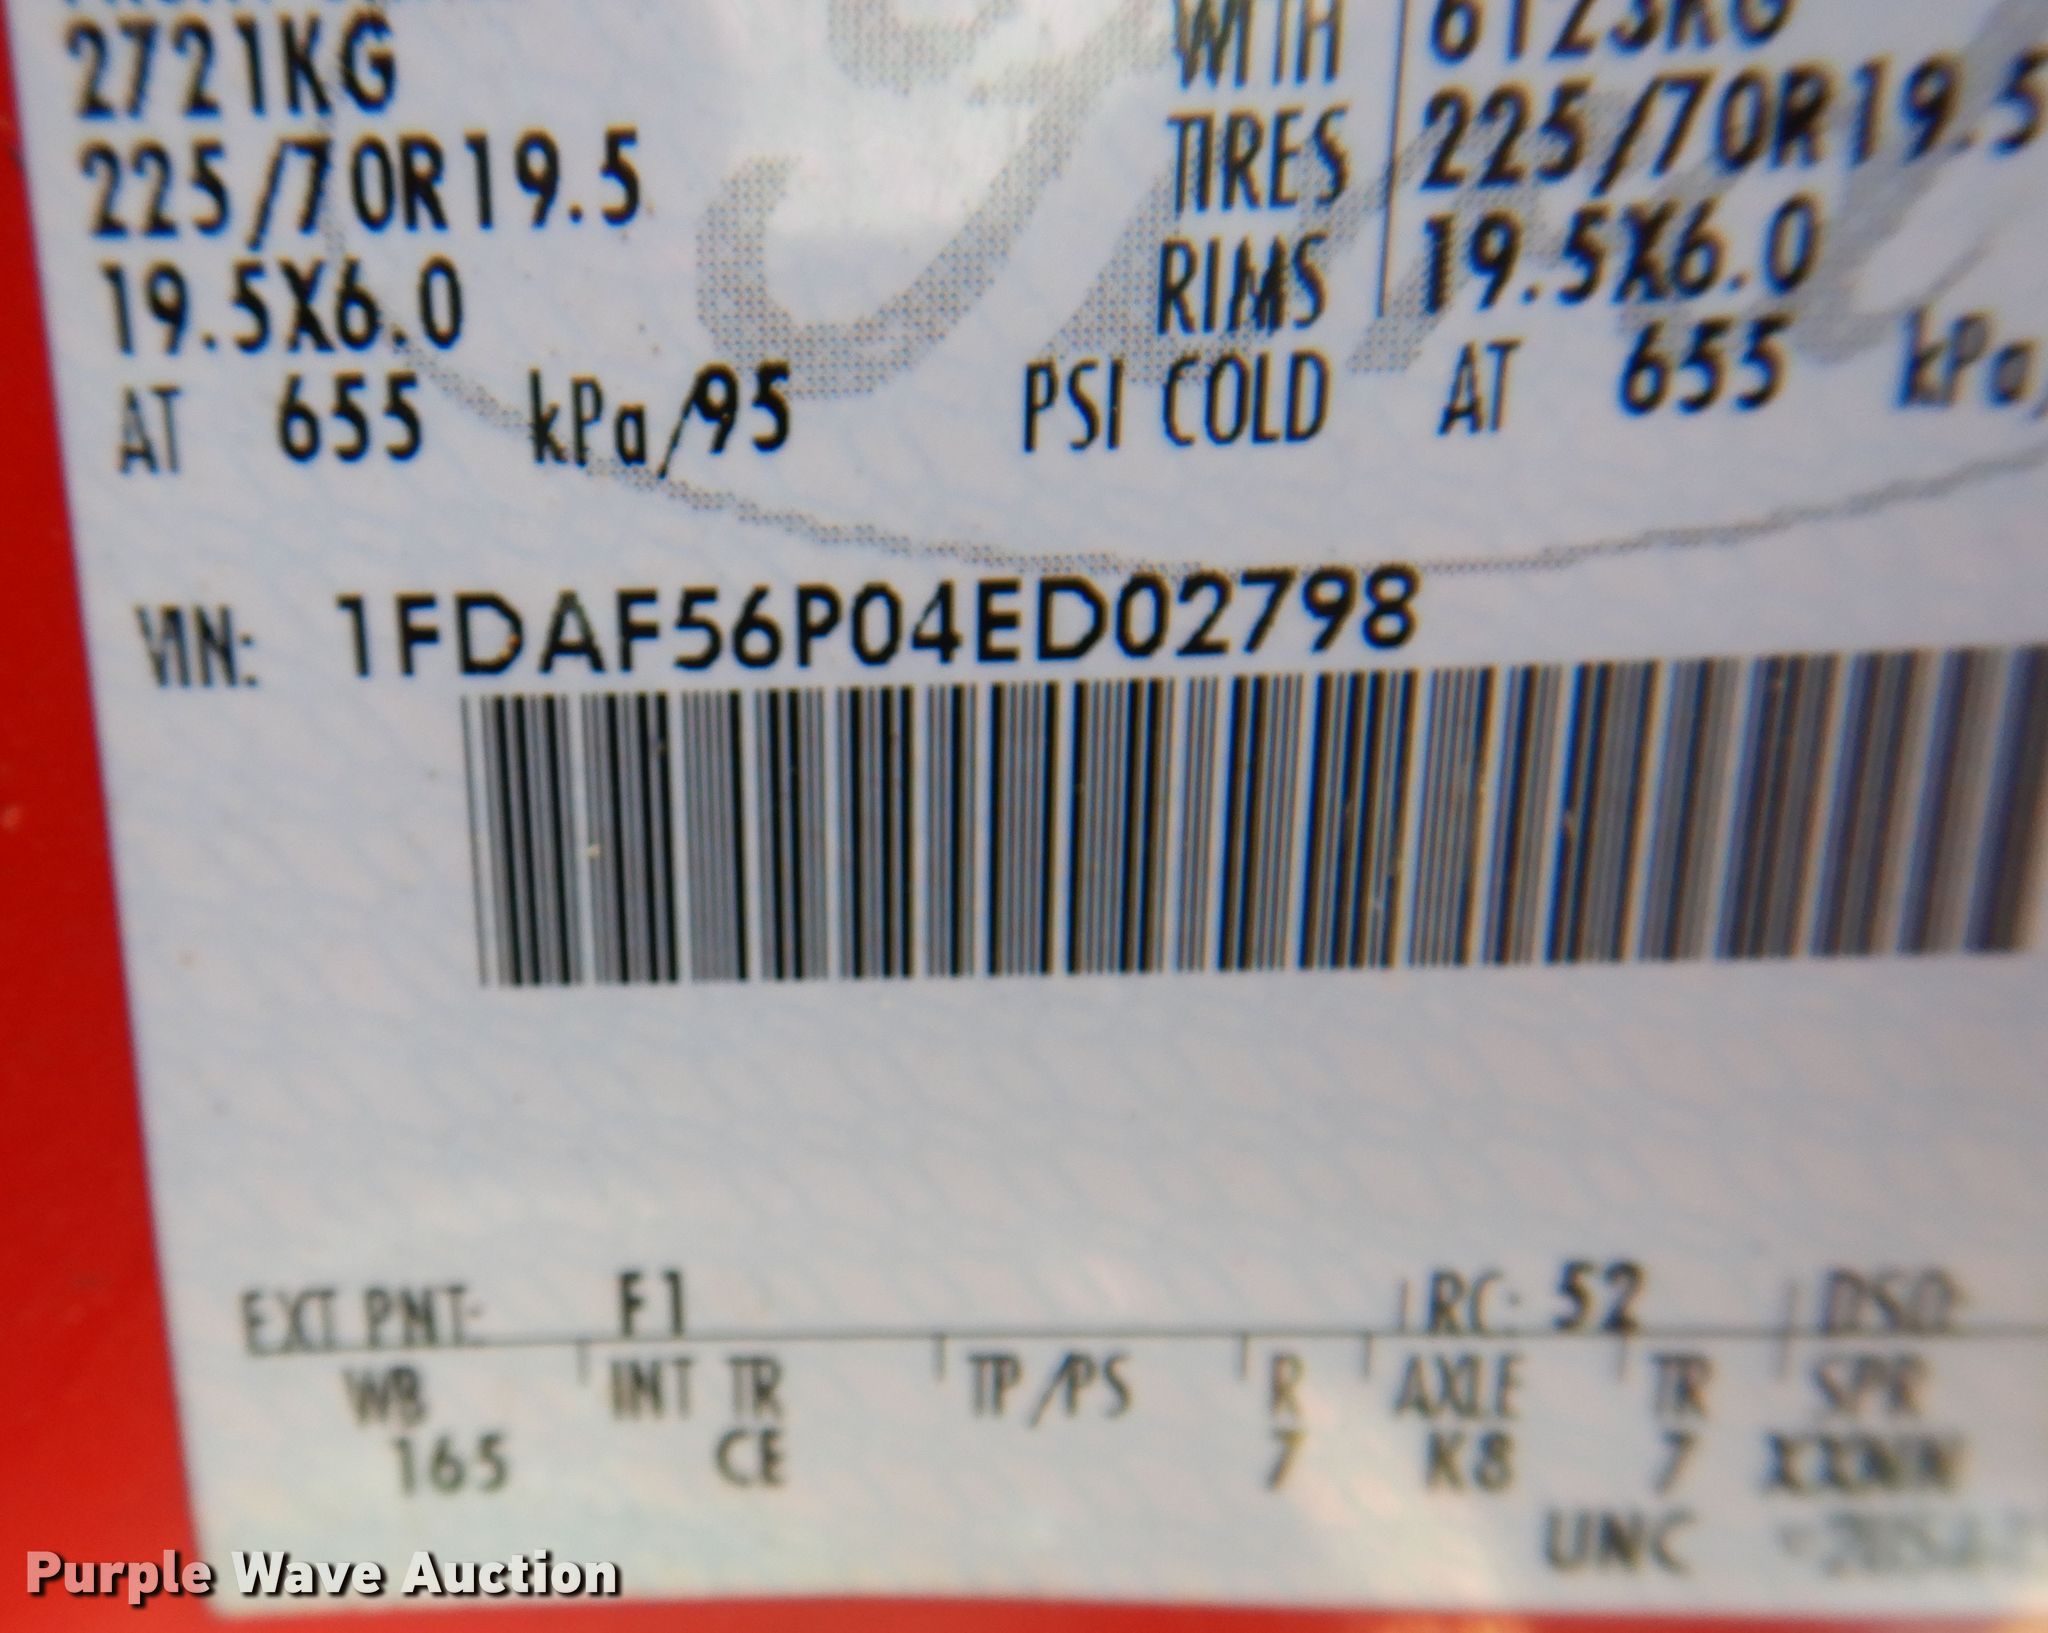 2721KG WITH 6123KG
225/70R19.5 TIRES 225/70R19.5
19.5X6.0 RIMS 19.5X6.0
AT 655 kPa/95 PSI COLD AT 655 kPa/
VIN: 1FDAF56P04ED02798
EXT PNT: F1 RC: 52 DSO:
WB INT TR TP/PS R AXLE TR SPR
165 CE 7 K8 7 XXNN
UNC
Purple Wave Auction